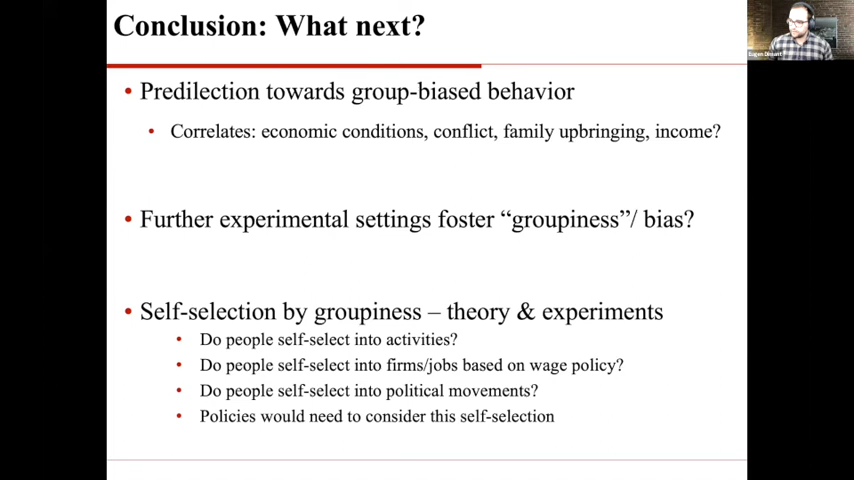 Conclusion: What next?
• Predilection towards group-biased behavior
• Correlates: economic conditions, conflict, family upbringing, income?
• Further experimental settings foster “groupiness”/ bias?
• Self-selection by groupiness – theory & experiments
• Do people self-select into activities?
• Do people self-select into firms/jobs based on wage policy?
• Do people self-select into political movements?
• Policies would need to consider this self-selection
Eugen Dimant